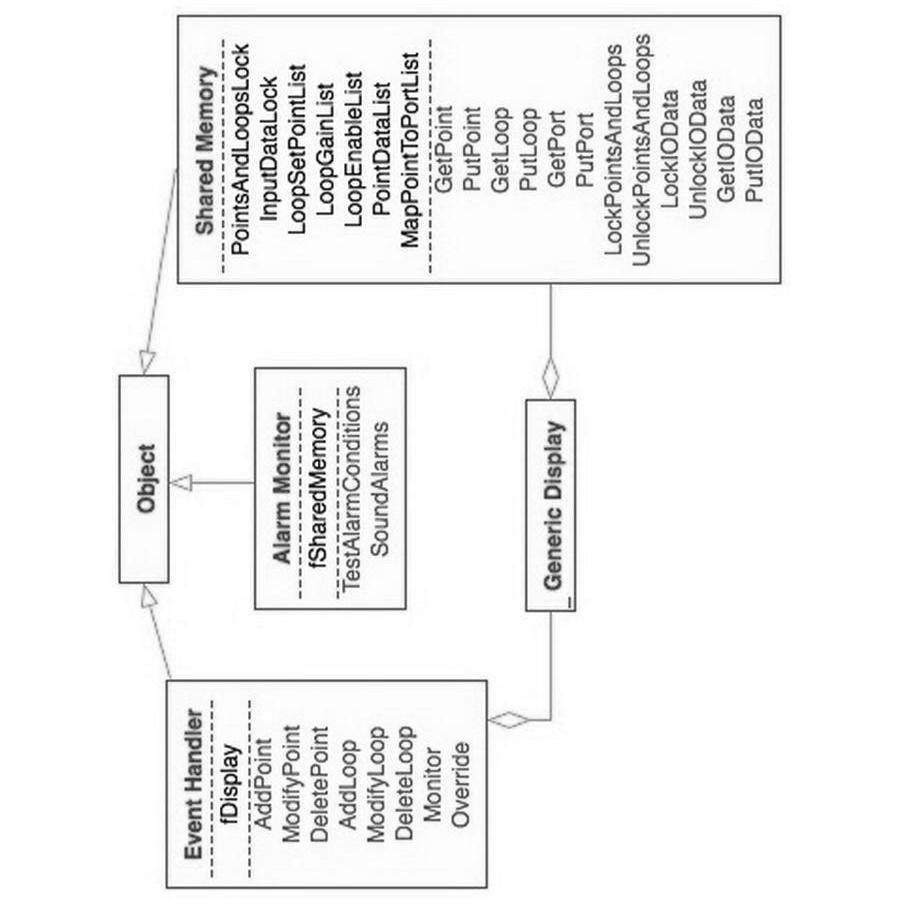 Event Handler
fDisplay
AddPoint
ModifyPoint
DeletePoint
AddLoop
ModifyLoop
DeleteLoop
Monitor
Override
Object
Alarm Monitor
fSharedMemory
TestAlarmConditions
SoundAlarms
Generic Display
Shared Memory
PointsAndLoopsLock
InputDataLock
LoopSetPointList
LoopGainList
LoopEnableList
PointDataList
MapPointToPortList
GetPoint
PutPoint
GetLoop
PutLoop
GetPort
PutPort
LockPointsAndLoops
UnlockPointsAndLoops
LockIOData
UnlockIOData
GetIOData
PutIOData